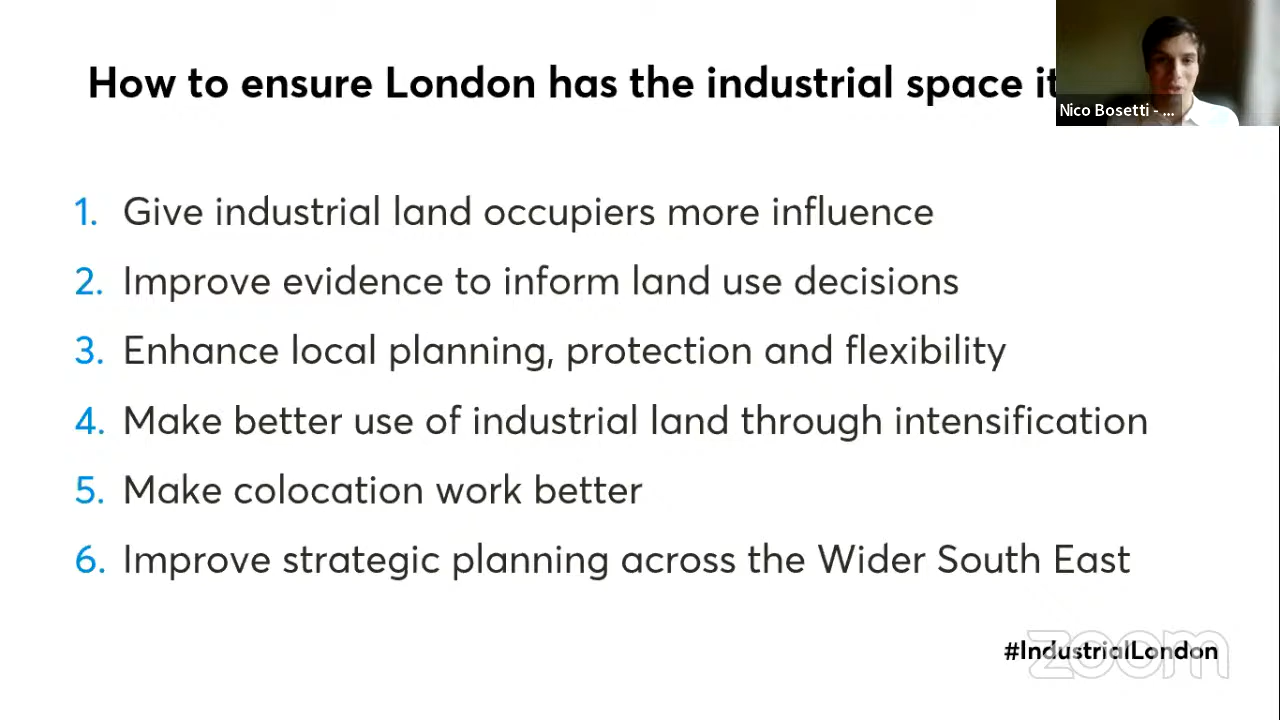 How to ensure London has the industrial space it
Nico Bosetti - ...
1. Give industrial land occupiers more influence
2. Improve evidence to inform land use decisions
3. Enhance local planning, protection and flexibility
4. Make better use of industrial land through intensification
5. Make colocation work better
6. Improve strategic planning across the Wider South East
#IndustrialLondon
zoom